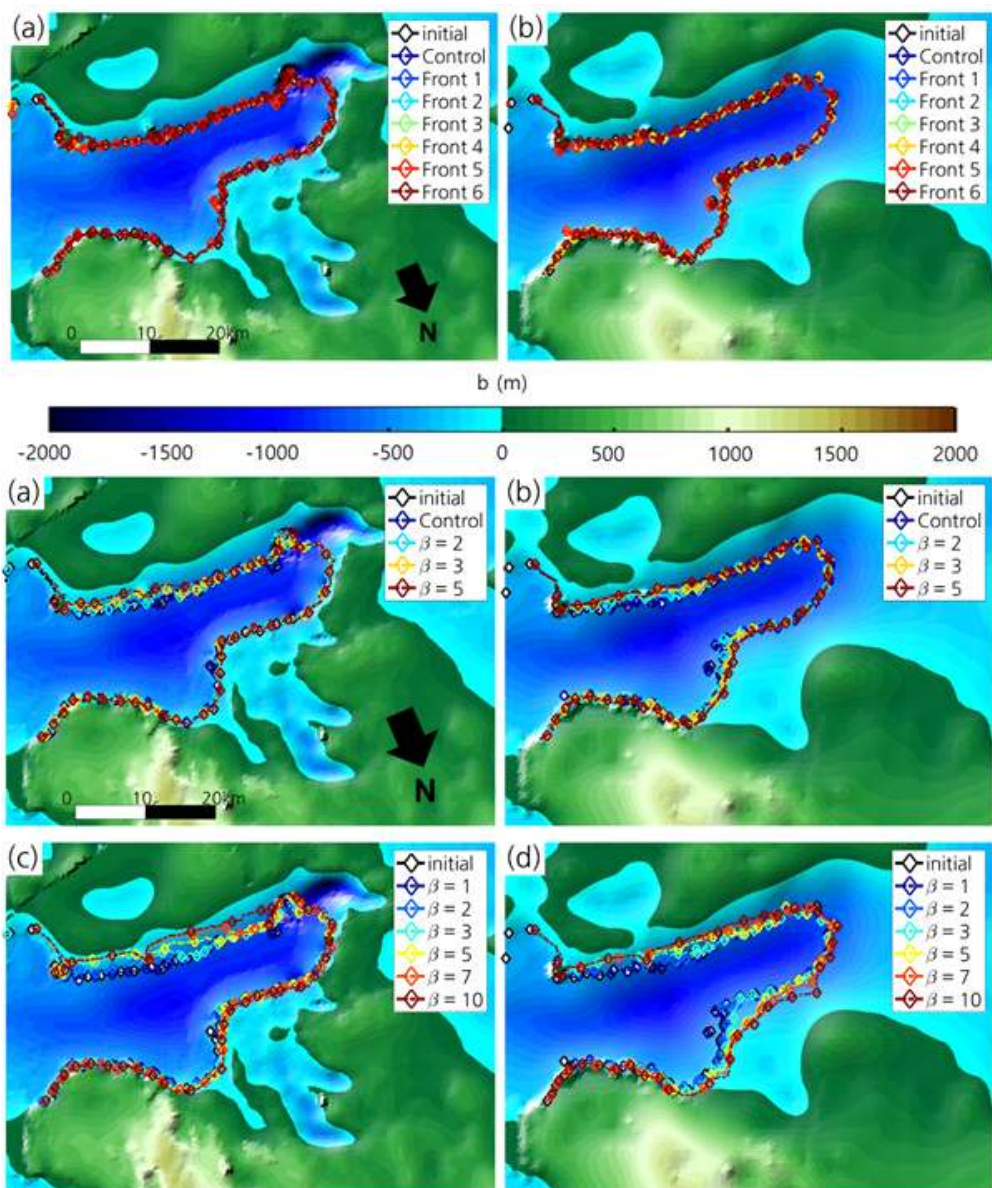 (a)
initial
Control
Front 1
Front 2
Front 3
Front 4
Front 5
Front 6
0 10 20km
N
(b)
initial
Control
Front 1
Front 2
Front 3
Front 4
Front 5
Front 6
b (m)
-2000 -1500 -1000 -500 0 500 1000 1500 2000
(a)
initial
Control
β = 2
β = 3
β = 5
0 10 20km
N
(b)
initial
Control
β = 2
β = 3
β = 5
(c)
initial
β = 1
β = 2
β = 3
β = 5
β = 7
β = 10
(d)
initial
β = 1
β = 2
β = 3
β = 5
β = 7
β = 10